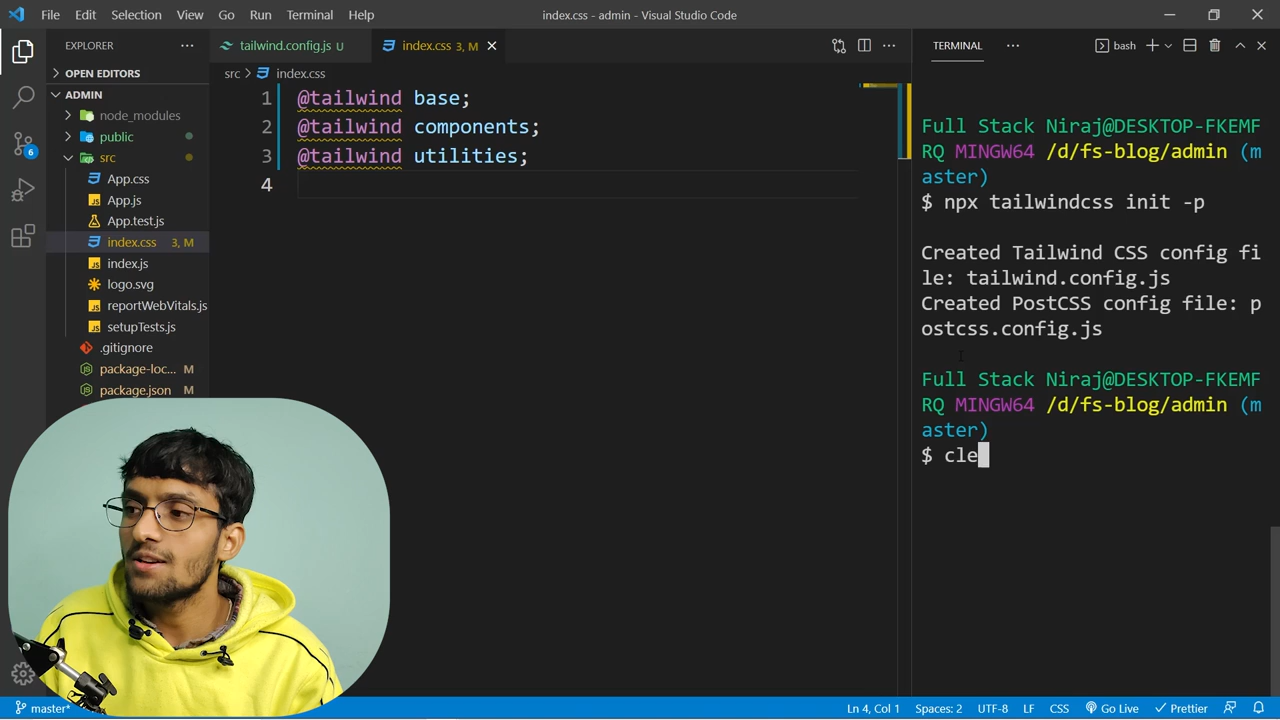 File Edit Selection View Go Run Terminal Help
index.css - admin - Visual Studio Code
EXPLORER
OPEN EDITORS
ADMIN
node_modules
public
src
App.css
App.js
App.test.js
index.css 3, M
index.js
logo.svg
reportWebVitals.js
setupTests.js
.gitignore
package-loc... M
package.json M
6
tailwind.config.js U
index.css 3, M
src > index.css
1 @tailwind base;
2 @tailwind components;
3 @tailwind utilities;
4
TERMINAL
bash
Full Stack Niraj@DESKTOP-FKEMF
RQ MINGW64 /d/fs-blog/admin (m
aster)
$ npx tailwindcss init -p
Created Tailwind CSS config fi
le: tailwind.config.js
Created PostCSS config file: p
ostcss.config.js
Full Stack Niraj@DESKTOP-FKEMF
RQ MINGW64 /d/fs-blog/admin (m
aster)
$ cle
master* Ln 4, Col 1 Spaces: 2 UTF-8 LF CSS Go Live Prettier